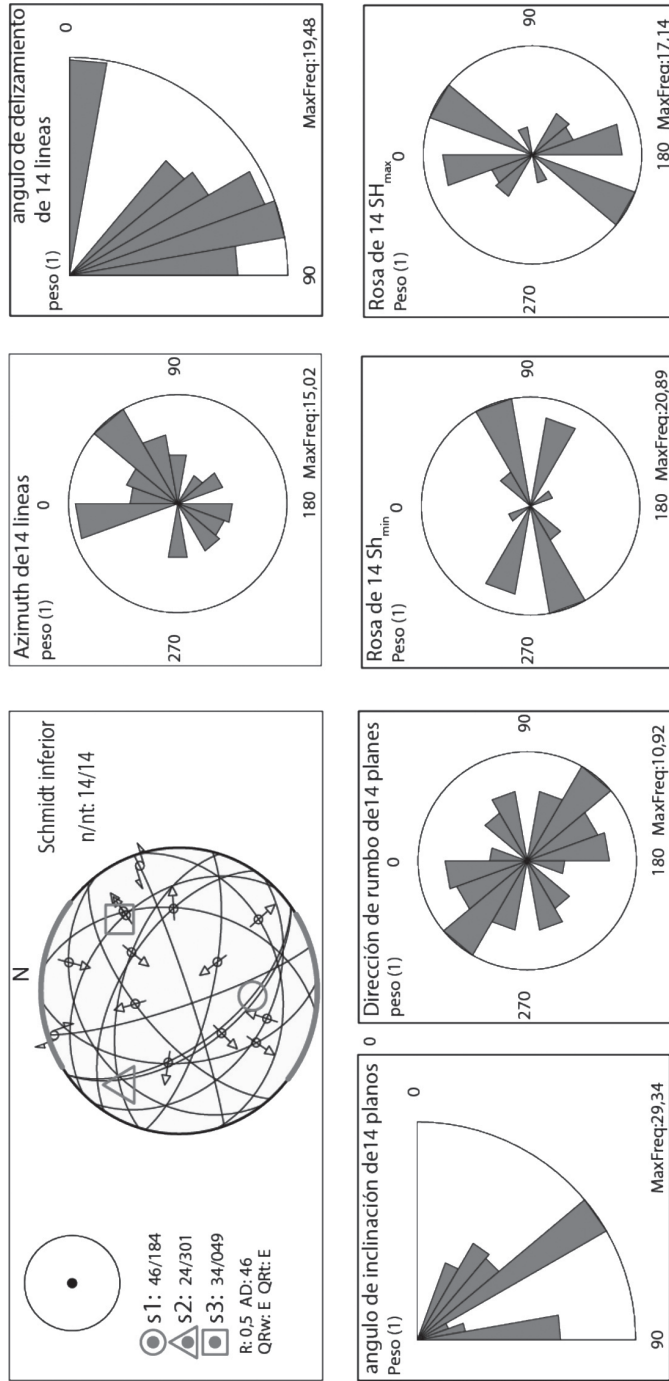 N
Schmidt inferior
n/nt: 14/14
s1: 46/184
s2: 24/301
s3: 34/049
R: 0,5 AD: 46
QRw: E QRt: E
Azimuth de14 lineas
peso (1)
0
90
270
180 MaxFreq:15,02
angulo de delizamiento
de 14 lineas
peso (1)
0
90
MaxFreq:19,48
angulo de inclinación de14 planos
Peso (1)
0
90
MaxFreq:29,34
0
Dirección de rumbo de14 planes
peso (1)
0
90
270
180 MaxFreq:10,92
Rosa de 14 Sh min
Peso (1)
0
90
270
180 MaxFreq:20,89
Rosa de 14 SH max
Peso (1)
0
90
270
180 MaxFreq:17,14